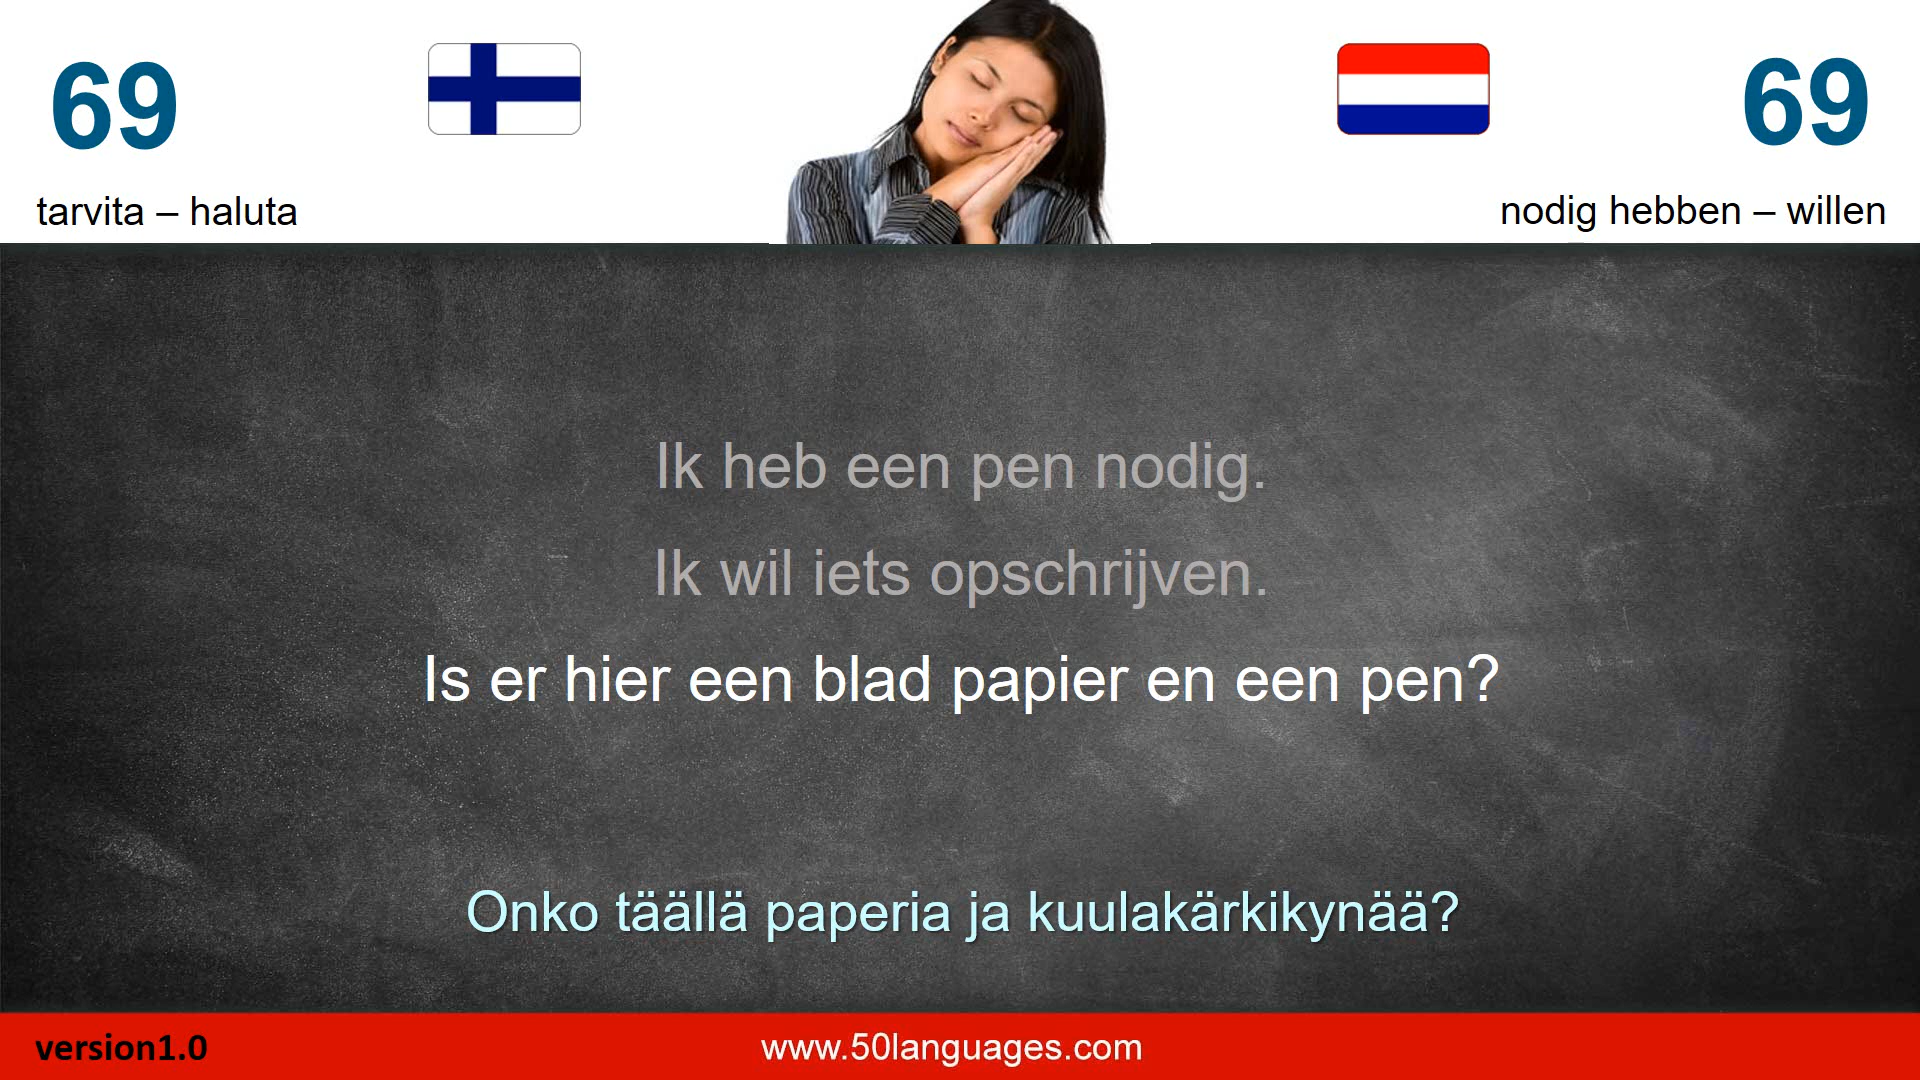 69
69
tarvita – haluta
nodig hebben – willen
Ik heb een pen nodig.
Ik wil iets opschrijven.
Is er hier een blad papier en een pen?
Onko täällä paperia ja kuulakärkikynää?
version1.0
www.50languages.com